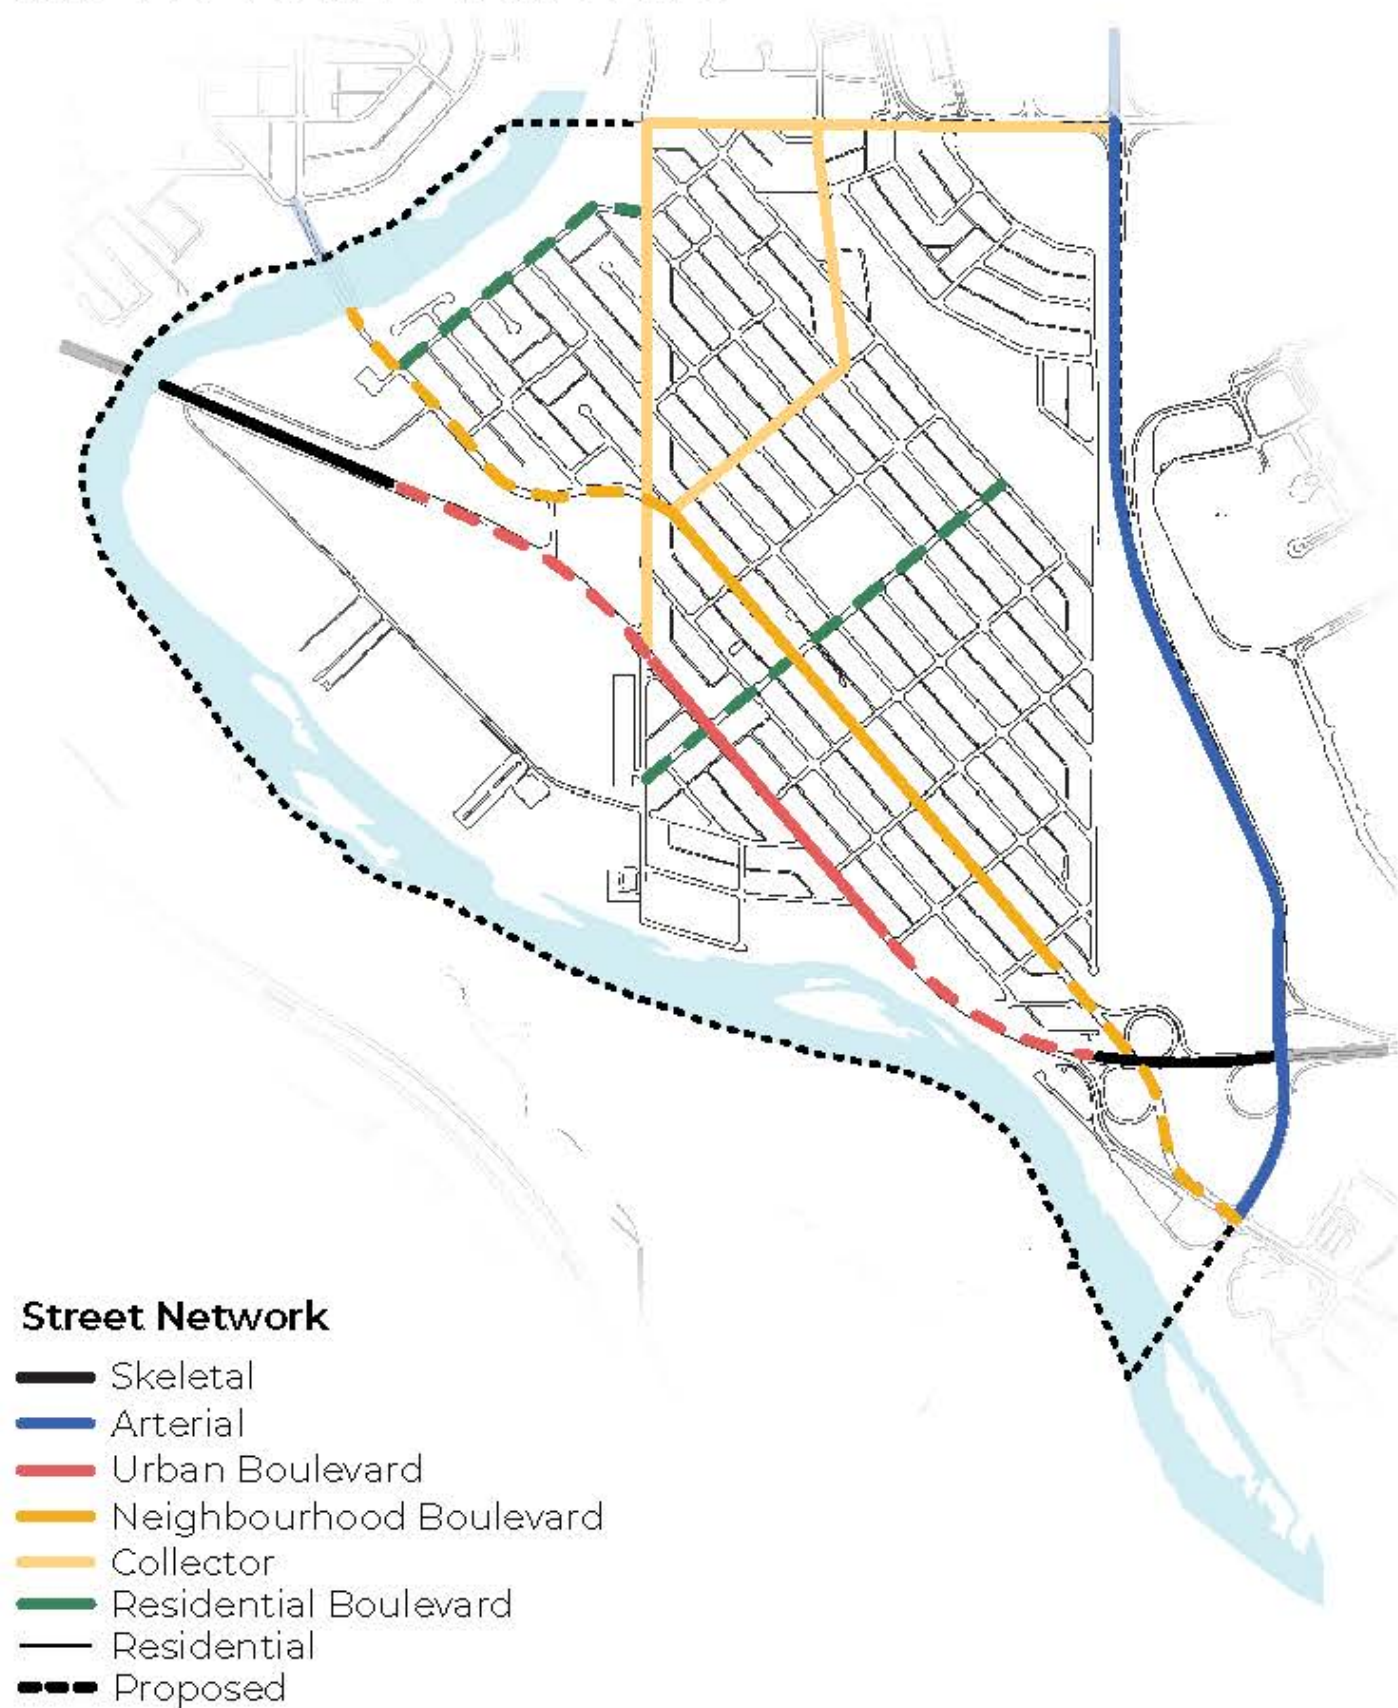 Street Network
Skeletal
Arterial
Urban Boulevard
Neighbourhood Boulevard
Collector
Residential Boulevard
Residential
Proposed